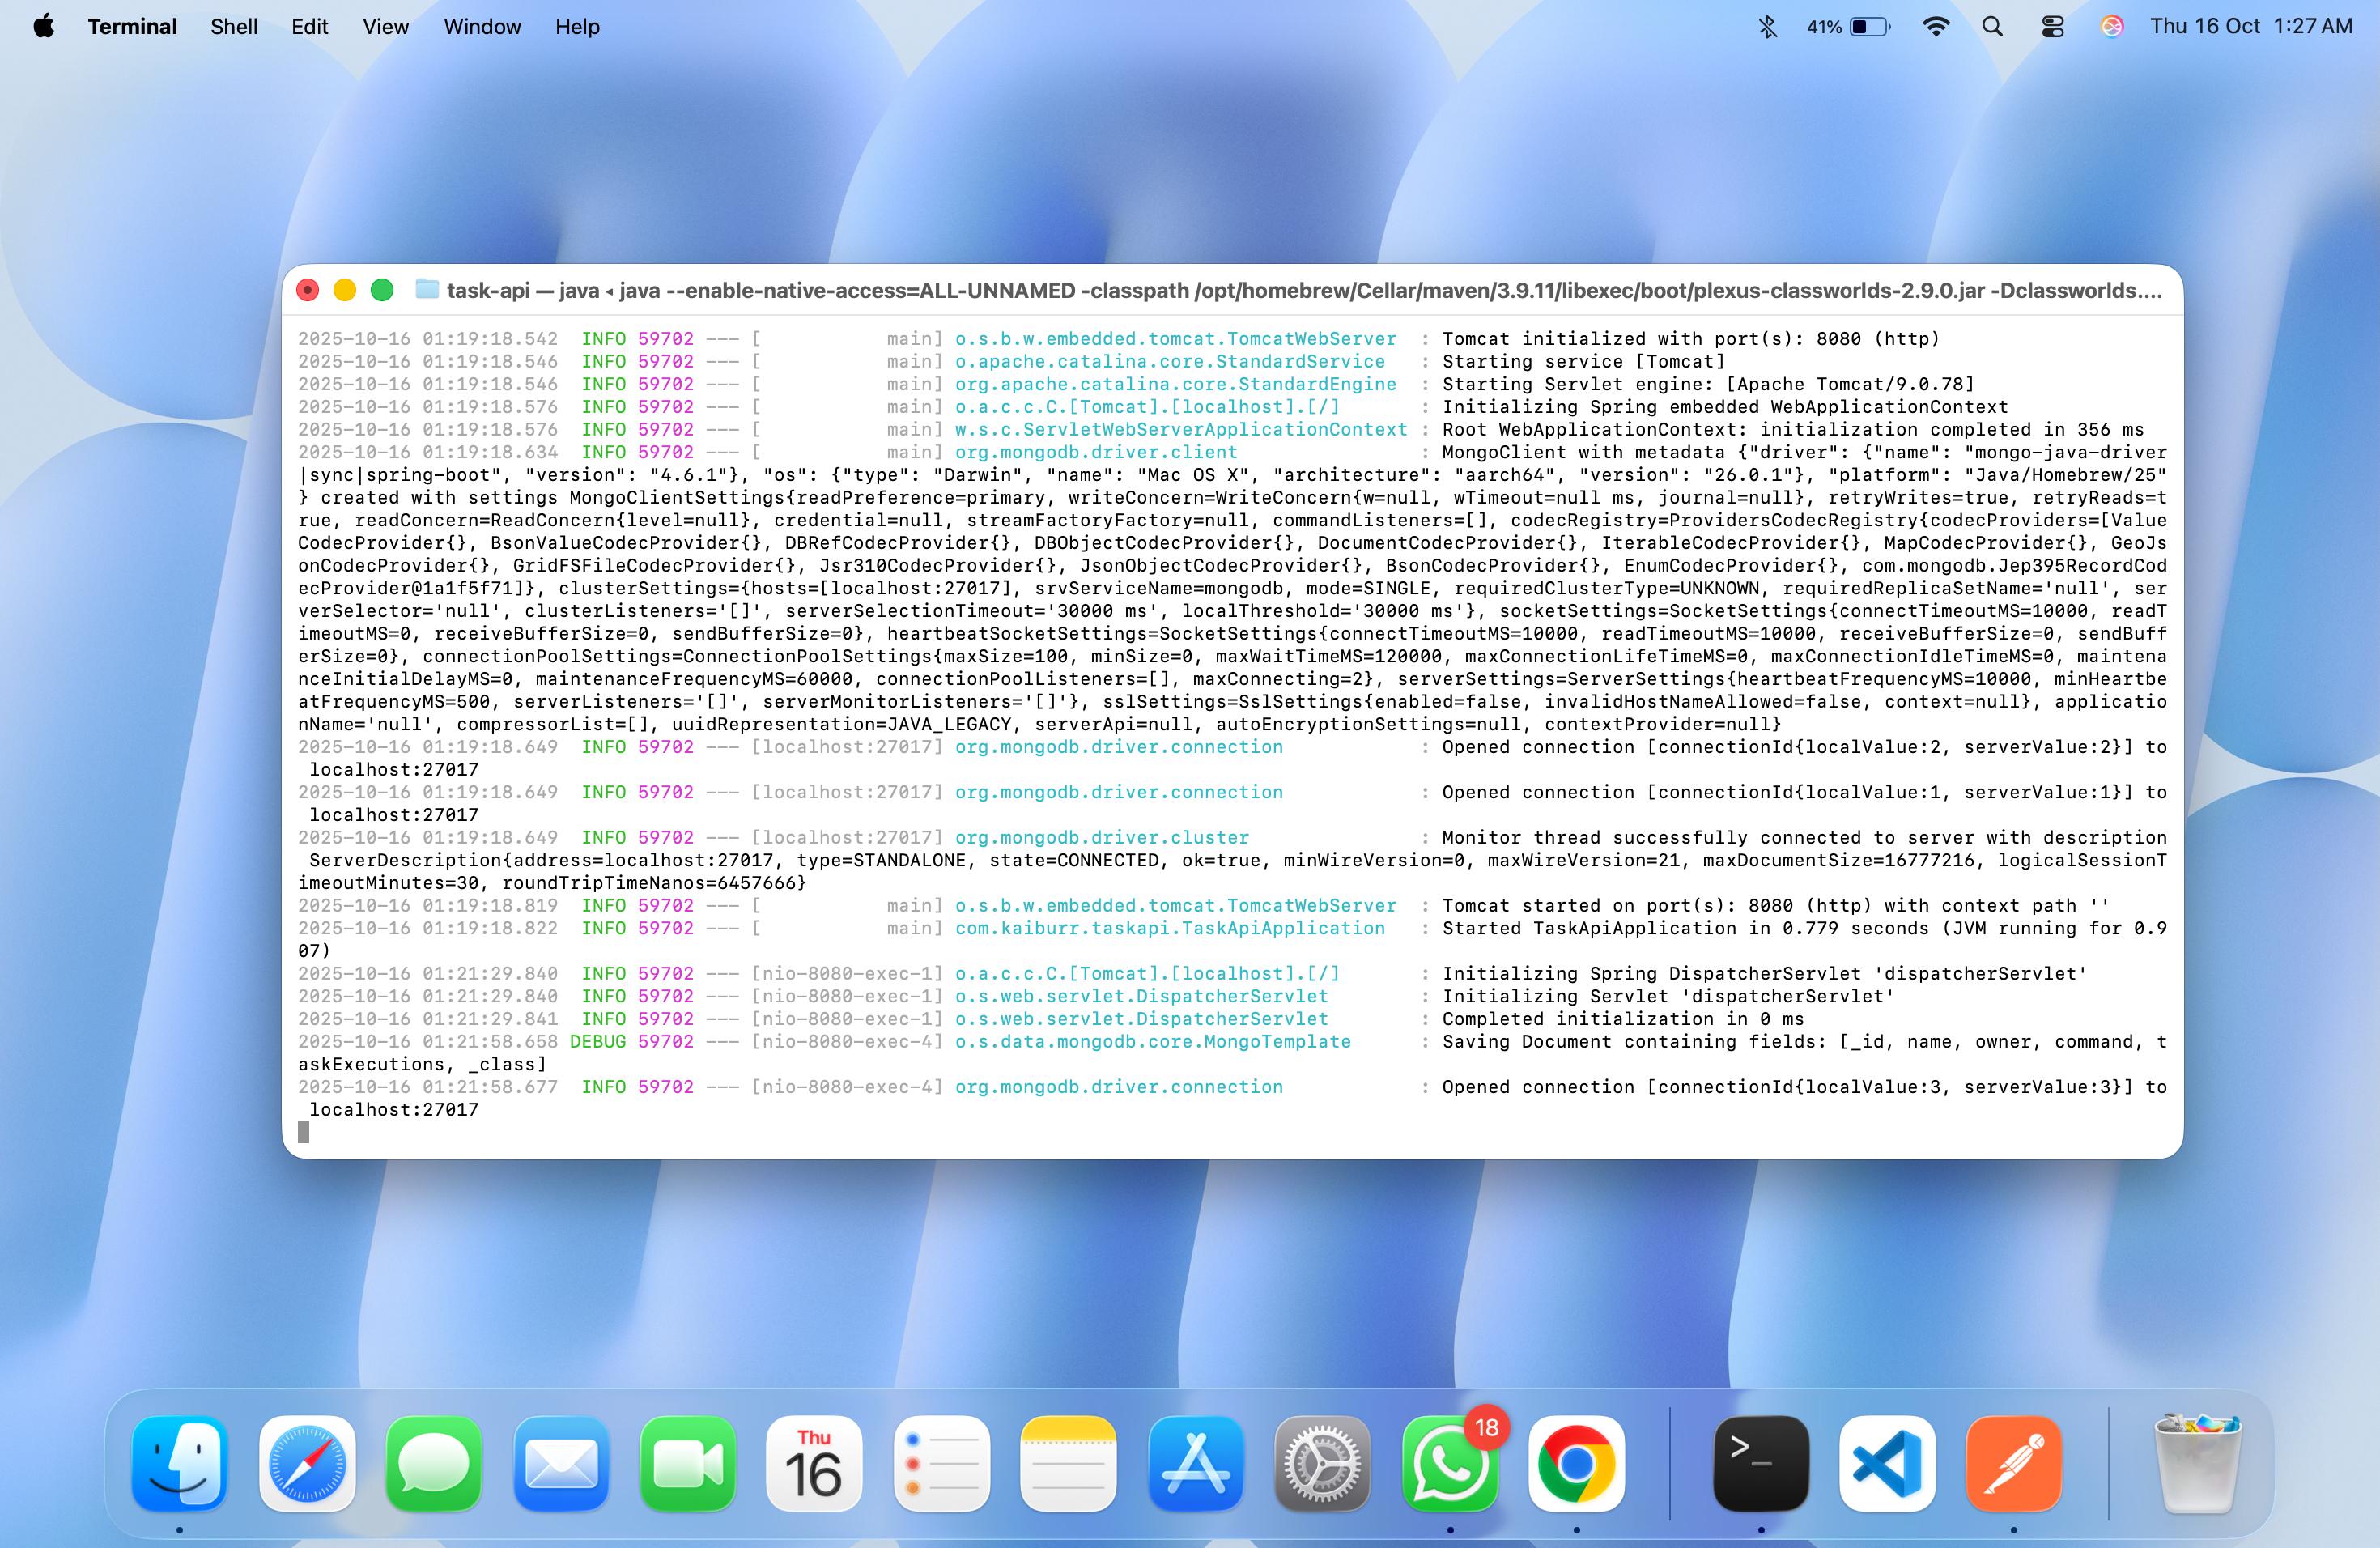 Terminal Shell Edit View Window Help 41% Thu 16 Oct 1:27 AM
task-api — java ◂ java --enable-native-access=ALL-UNNAMED -classpath /opt/homebrew/Cellar/maven/3.9.11/libexec/boot/plexus-classworlds-2.9.0.jar -Dclassworlds....
2025-10-16 01:19:18.542  INFO 59702 --- [           main] o.s.b.w.embedded.tomcat.TomcatWebServer  : Tomcat initialized with port(s): 8080 (http)
2025-10-16 01:19:18.546  INFO 59702 --- [           main] o.apache.catalina.core.StandardService   : Starting service [Tomcat]
2025-10-16 01:19:18.546  INFO 59702 --- [           main] org.apache.catalina.core.StandardEngine  : Starting Servlet engine: [Apache Tomcat/9.0.78]
2025-10-16 01:19:18.576  INFO 59702 --- [           main] o.a.c.c.C.[Tomcat].[localhost].[/]       : Initializing Spring embedded WebApplicationContext
2025-10-16 01:19:18.576  INFO 59702 --- [           main] w.s.c.ServletWebServerApplicationContext : Root WebApplicationContext: initialization completed in 356 ms
2025-10-16 01:19:18.634  INFO 59702 --- [           main] org.mongodb.driver.client                : MongoClient with metadata {"driver": {"name": "mongo-java-driver
|sync|spring-boot", "version": "4.6.1"}, "os": {"type": "Darwin", "name": "Mac OS X", "architecture": "aarch64", "version": "26.0.1"}, "platform": "Java/Homebrew/25"
} created with settings MongoClientSettings{readPreference=primary, writeConcern=WriteConcern{w=null, wTimeout=null ms, journal=null}, retryWrites=true, retryReads=t
rue, readConcern=ReadConcern{level=null}, credential=null, streamFactoryFactory=null, commandListeners=[], codecRegistry=ProvidersCodecRegistry{codecProviders=[Value
CodecProvider{}, BsonValueCodecProvider{}, DBRefCodecProvider{}, DBObjectCodecProvider{}, DocumentCodecProvider{}, IterableCodecProvider{}, MapCodecProvider{}, GeoJs
onCodecProvider{}, GridFSFileCodecProvider{}, Jsr310CodecProvider{}, JsonObjectCodecProvider{}, BsonCodecProvider{}, EnumCodecProvider{}, com.mongodb.Jep395RecordCod
ecProvider@1a1f5f71]}, clusterSettings={hosts=[localhost:27017], srvServiceName=mongodb, mode=SINGLE, requiredClusterType=UNKNOWN, requiredReplicaSetName='null', ser
verSelector='null', clusterListeners='[]', serverSelectionTimeout='30000 ms', localThreshold='30000 ms'}, socketSettings=SocketSettings{connectTimeoutMS=10000, readT
imeoutMS=0, receiveBufferSize=0, sendBufferSize=0}, heartbeatSocketSettings=SocketSettings{connectTimeoutMS=10000, readTimeoutMS=10000, receiveBufferSize=0, sendBuff
erSize=0}, connectionPoolSettings=ConnectionPoolSettings{maxSize=100, minSize=0, maxWaitTimeMS=120000, maxConnectionLifeTimeMS=0, maxConnectionIdleTimeMS=0, maintena
nceInitialDelayMS=0, maintenanceFrequencyMS=60000, connectionPoolListeners=[], maxConnecting=2}, serverSettings=ServerSettings{heartbeatFrequencyMS=10000, minHeartbe
atFrequencyMS=500, serverListeners='[]', serverMonitorListeners='[]'}, sslSettings=SslSettings{enabled=false, invalidHostNameAllowed=false, context=null}, applicatio
nName='null', compressorList=[], uuidRepresentation=JAVA_LEGACY, serverApi=null, autoEncryptionSettings=null, contextProvider=null}
2025-10-16 01:19:18.649  INFO 59702 --- [localhost:27017] org.mongodb.driver.connection            : Opened connection [connectionId{localValue:2, serverValue:2}] to
 localhost:27017
2025-10-16 01:19:18.649  INFO 59702 --- [localhost:27017] org.mongodb.driver.connection            : Opened connection [connectionId{localValue:1, serverValue:1}] to
 localhost:27017
2025-10-16 01:19:18.649  INFO 59702 --- [localhost:27017] org.mongodb.driver.cluster               : Monitor thread successfully connected to server with description
 ServerDescription{address=localhost:27017, type=STANDALONE, state=CONNECTED, ok=true, minWireVersion=0, maxWireVersion=21, maxDocumentSize=16777216, logicalSessionT
imeoutMinutes=30, roundTripTimeNanos=6457666}
2025-10-16 01:19:18.819  INFO 59702 --- [           main] o.s.b.w.embedded.tomcat.TomcatWebServer  : Tomcat started on port(s): 8080 (http) with context path ''
2025-10-16 01:19:18.822  INFO 59702 --- [           main] com.kaiburr.taskapi.TaskApiApplication   : Started TaskApiApplication in 0.779 seconds (JVM running for 0.9
07)
2025-10-16 01:21:29.840  INFO 59702 --- [nio-8080-exec-1] o.a.c.c.C.[Tomcat].[localhost].[/]       : Initializing Spring DispatcherServlet 'dispatcherServlet'
2025-10-16 01:21:29.840  INFO 59702 --- [nio-8080-exec-1] o.s.web.servlet.DispatcherServlet        : Initializing Servlet 'dispatcherServlet'
2025-10-16 01:21:29.841  INFO 59702 --- [nio-8080-exec-1] o.s.web.servlet.DispatcherServlet        : Completed initialization in 0 ms
2025-10-16 01:21:58.658 DEBUG 59702 --- [nio-8080-exec-4] o.s.data.mongodb.core.MongoTemplate      : Saving Document containing fields: [_id, name, owner, command, t
askExecutions, _class]
2025-10-16 01:21:58.677  INFO 59702 --- [nio-8080-exec-4] org.mongodb.driver.connection            : Opened connection [connectionId{localValue:3, serverValue:3}] to
 localhost:27017
Thu
16
18
>_